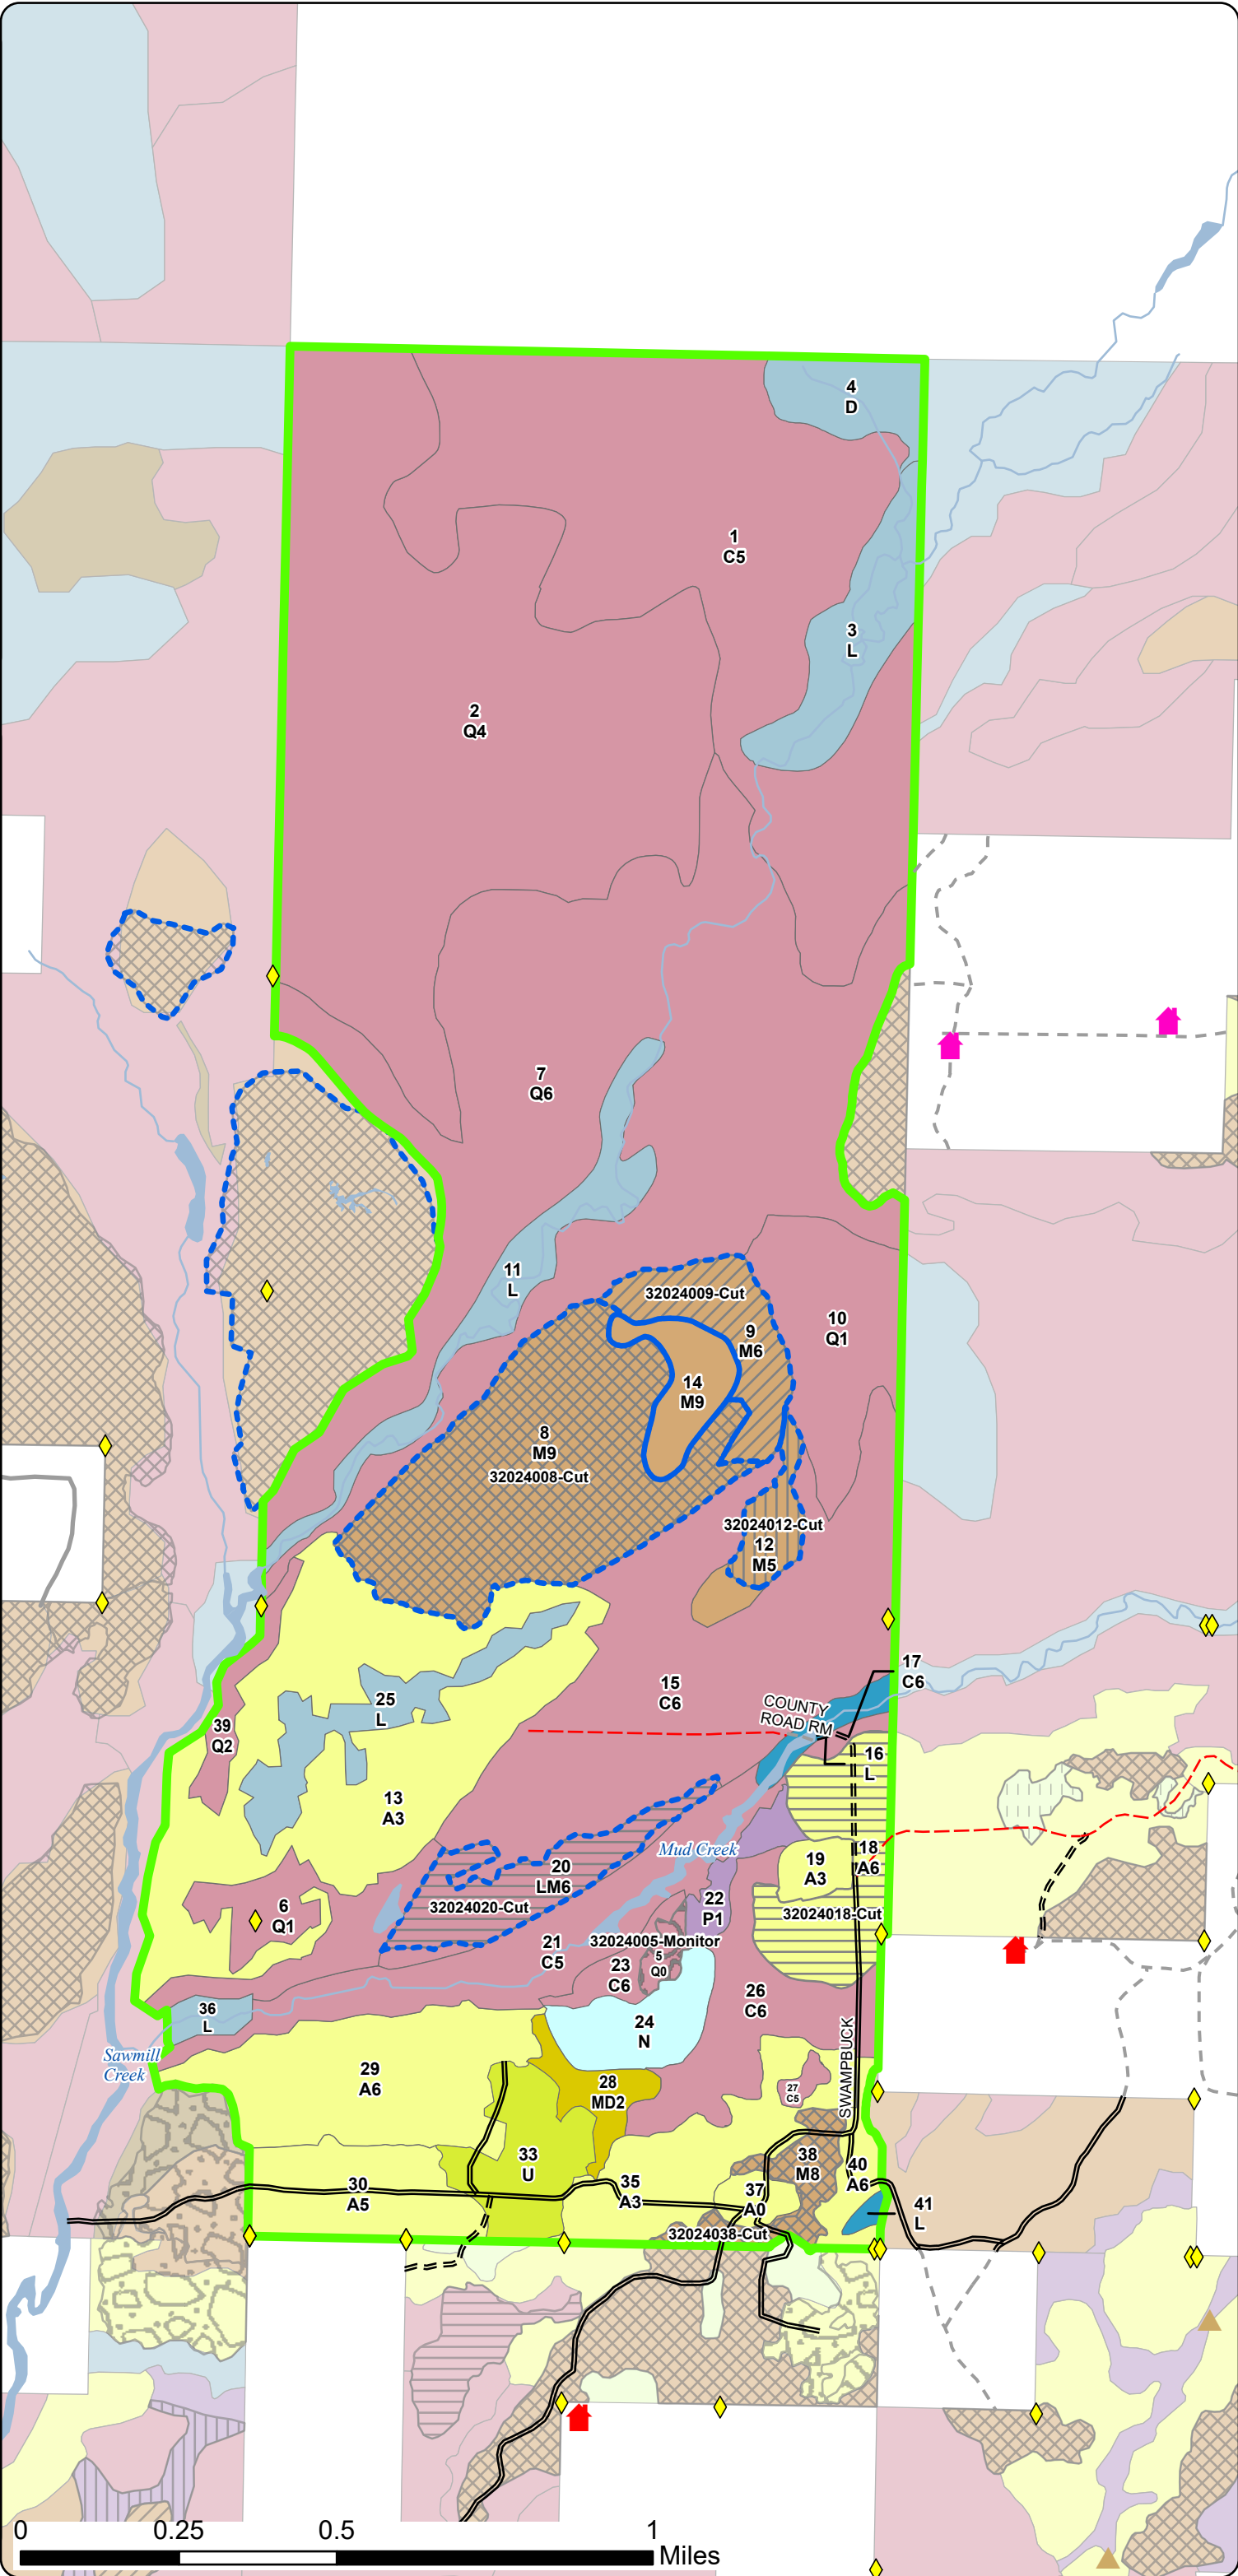 4
D
1
C5
3
L
2
Q4
7
Q6
11
L
32024009-Cut
10
Q1
9
M6
14
M9
8
M9
32024008-Cut
32024012-Cut
12
M5
17
C6
15
C6
COUNTY
ROAD RM
25
L
39
Q2
16
L
13
A3
Mud Creek
18
A6
19
A3
20
LM6
6
Q1
22
P1
32024020-Cut
32024018-Cut
32024005-Monitor
21
C5
5
Q0
23
C6
26
C6
36
L
24
N
SWAMPBUCK
Sawmill
Creek
29
A6
28
MD2
27
C5
33
U
38
M8
40
A6
30
A5
35
A3
37
A0
41
L
32024038-Cut
0 0.25 0.5 1
Miles